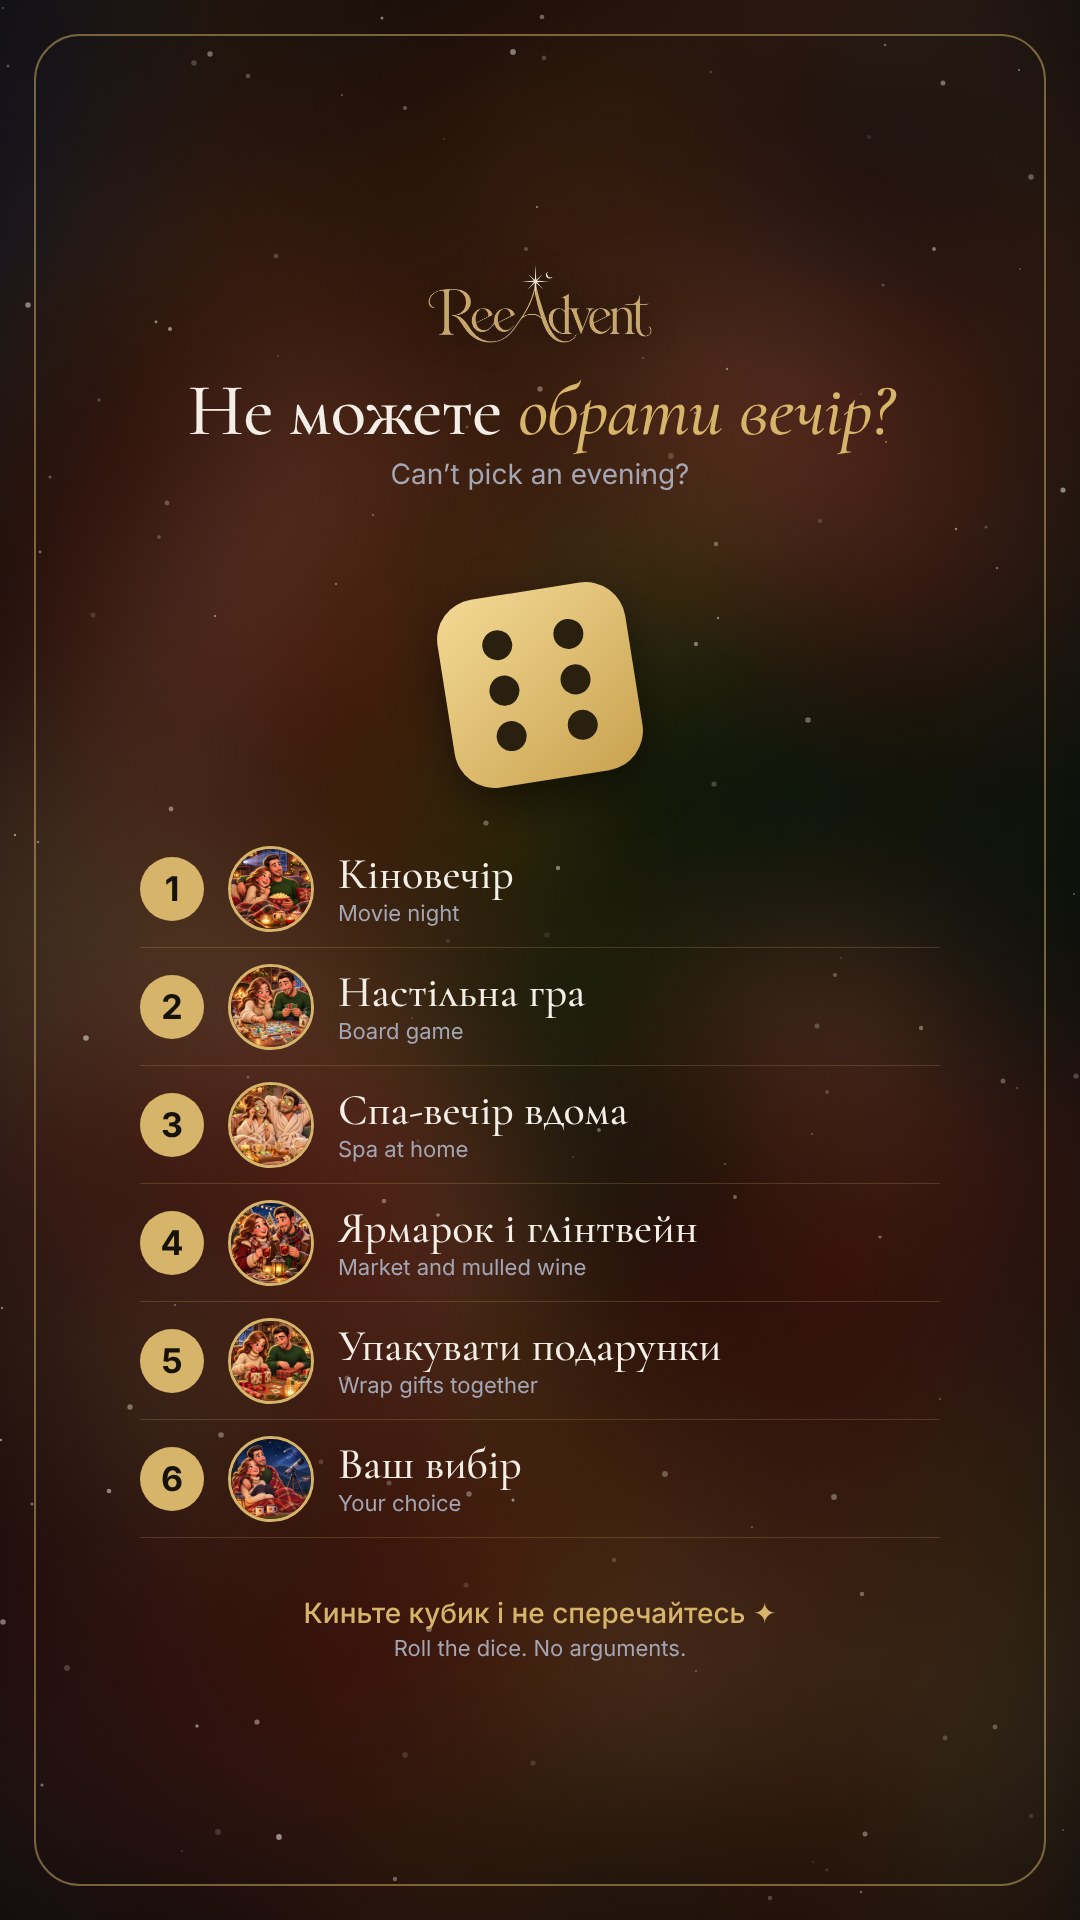 ReeAdvent
Не можете обрати вечір?
Can’t pick an evening?
1
Кіновечір
Movie night
2
Настільна гра
Board game
3
Спа-вечір вдома
Spa at home
4
Ярмарок і глінтвейн
Market and mulled wine
5
Упакувати подарунки
Wrap gifts together
6
Ваш вибір
Your choice
Киньте кубик і не сперечайтесь ✦
Roll the dice. No arguments.